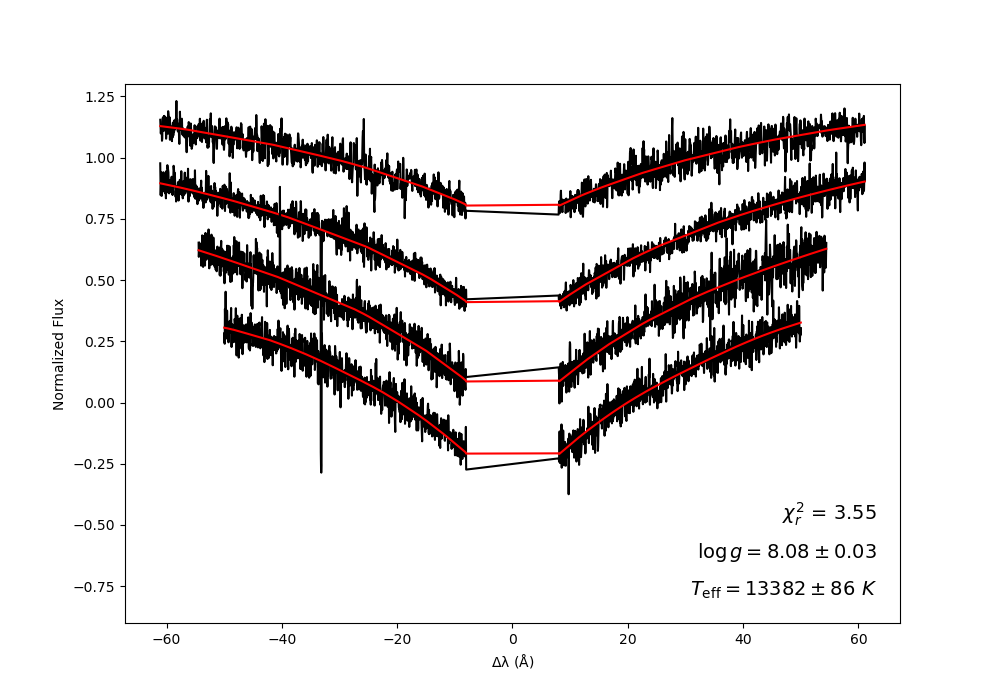 1.25
1.00
0.75
0.50
0.25
0.00
−0.25
−0.50
−0.75
Normalized Flux
χ²ᵣ = 3.55
log g = 8.08 ± 0.03
T_eff = 13382 ± 86 K
−60 −40 −20 0 20 40 60
Δλ (Å)